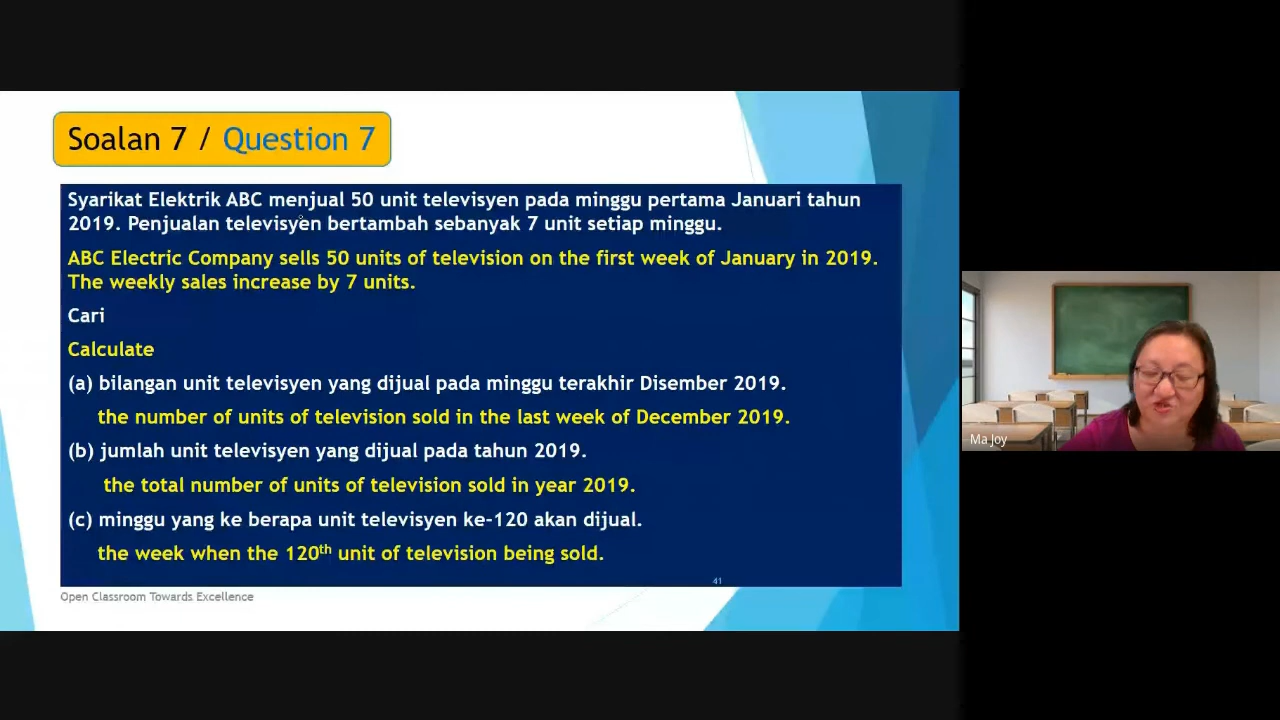 Soalan 7 / Question 7
Syarikat Elektrik ABC menjual 50 unit televisyen pada minggu pertama Januari tahun
2019. Penjualan televisyen bertambah sebanyak 7 unit setiap minggu.
ABC Electric Company sells 50 units of television on the first week of January in 2019.
The weekly sales increase by 7 units.
Cari
Calculate
(a) bilangan unit televisyen yang dijual pada minggu terakhir Disember 2019.
the number of units of television sold in the last week of December 2019.
(b) jumlah unit televisyen yang dijual pada tahun 2019.
the total number of units of television sold in year 2019.
(c) minggu yang ke berapa unit televisyen ke-120 akan dijual.
the week when the 120th unit of television being sold.
41
Open Classroom Towards Excellence
Ma Joy